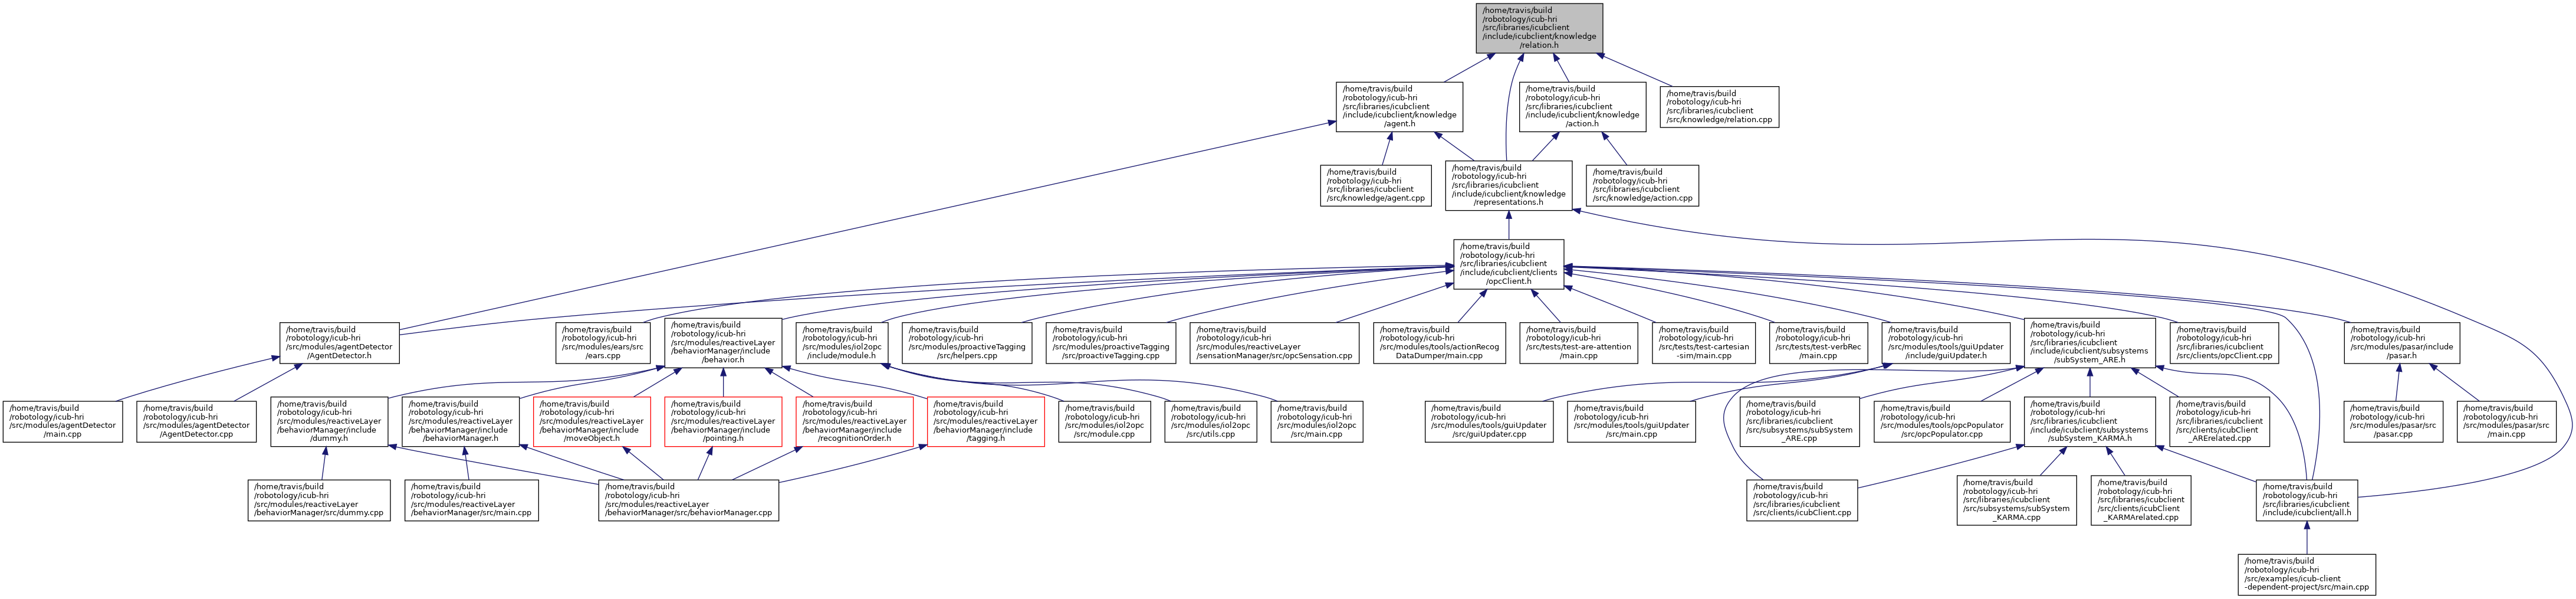 /home/travis/build
/robotology/icub-hri
/src/libraries/icubclient
/include/icubclient/knowledge
/relation.h
/home/travis/build
/robotology/icub-hri
/src/libraries/icubclient
/include/icubclient/knowledge
/agent.h
/home/travis/build
/robotology/icub-hri
/src/libraries/icubclient
/include/icubclient/knowledge
/action.h
/home/travis/build
/robotology/icub-hri
/src/libraries/icubclient
/src/knowledge/relation.cpp
/home/travis/build
/robotology/icub-hri
/src/libraries/icubclient
/src/knowledge/agent.cpp
/home/travis/build
/robotology/icub-hri
/src/libraries/icubclient
/include/icubclient/knowledge
/representations.h
/home/travis/build
/robotology/icub-hri
/src/libraries/icubclient
/src/knowledge/action.cpp
/home/travis/build
/robotology/icub-hri
/src/libraries/icubclient
/include/icubclient/clients
/opcClient.h
/home/travis/build
/robotology/icub-hri
/src/modules/agentDetector
/AgentDetector.h
/home/travis/build
/robotology/icub-hri
/src/modules/ears/src
/ears.cpp
/home/travis/build
/robotology/icub-hri
/src/modules/reactiveLayer
/behaviorManager/include
/behavior.h
/home/travis/build
/robotology/icub-hri
/src/modules/iol2opc
/include/module.h
/home/travis/build
/robotology/icub-hri
/src/modules/proactiveTagging
/src/helpers.cpp
/home/travis/build
/robotology/icub-hri
/src/modules/proactiveTagging
/src/proactiveTagging.cpp
/home/travis/build
/robotology/icub-hri
/src/modules/reactiveLayer
/sensationManager/src/opcSensation.cpp
/home/travis/build
/robotology/icub-hri
/src/modules/tools/actionRecog
DataDumper/main.cpp
/home/travis/build
/robotology/icub-hri
/src/tests/test-are-attention
/main.cpp
/home/travis/build
/robotology/icub-hri
/src/tests/test-cartesian
-sim/main.cpp
/home/travis/build
/robotology/icub-hri
/src/tests/test-verbRec
/main.cpp
/home/travis/build
/robotology/icub-hri
/src/modules/tools/guiUpdater
/include/guiUpdater.h
/home/travis/build
/robotology/icub-hri
/src/libraries/icubclient
/include/icubclient/subsystems
/subSystem_ARE.h
/home/travis/build
/robotology/icub-hri
/src/libraries/icubclient
/src/clients/opcClient.cpp
/home/travis/build
/robotology/icub-hri
/src/modules/pasar/include
/pasar.h
/home/travis/build
/robotology/icub-hri
/src/modules/agentDetector
/main.cpp
/home/travis/build
/robotology/icub-hri
/src/modules/agentDetector
/AgentDetector.cpp
/home/travis/build
/robotology/icub-hri
/src/modules/reactiveLayer
/behaviorManager/include
/dummy.h
/home/travis/build
/robotology/icub-hri
/src/modules/reactiveLayer
/behaviorManager/include
/behaviorManager.h
/home/travis/build
/robotology/icub-hri
/src/modules/reactiveLayer
/behaviorManager/include
/moveObject.h
/home/travis/build
/robotology/icub-hri
/src/modules/reactiveLayer
/behaviorManager/include
/pointing.h
/home/travis/build
/robotology/icub-hri
/src/modules/reactiveLayer
/behaviorManager/include
/recognitionOrder.h
/home/travis/build
/robotology/icub-hri
/src/modules/reactiveLayer
/behaviorManager/include
/tagging.h
/home/travis/build
/robotology/icub-hri
/src/modules/iol2opc
/src/module.cpp
/home/travis/build
/robotology/icub-hri
/src/modules/iol2opc
/src/utils.cpp
/home/travis/build
/robotology/icub-hri
/src/modules/iol2opc
/src/main.cpp
/home/travis/build
/robotology/icub-hri
/src/modules/tools/guiUpdater
/src/guiUpdater.cpp
/home/travis/build
/robotology/icub-hri
/src/modules/tools/guiUpdater
/src/main.cpp
/home/travis/build
/robotology/icub-hri
/src/libraries/icubclient
/src/subsystems/subSystem
_ARE.cpp
/home/travis/build
/robotology/icub-hri
/src/modules/tools/opcPopulator
/src/opcPopulator.cpp
/home/travis/build
/robotology/icub-hri
/src/libraries/icubclient
/include/icubclient/subsystems
/subSystem_KARMA.h
/home/travis/build
/robotology/icub-hri
/src/libraries/icubclient
/src/clients/icubClient
_ARErelated.cpp
/home/travis/build
/robotology/icub-hri
/src/modules/pasar/src
/pasar.cpp
/home/travis/build
/robotology/icub-hri
/src/modules/pasar/src
/main.cpp
/home/travis/build
/robotology/icub-hri
/src/modules/reactiveLayer
/behaviorManager/src/dummy.cpp
/home/travis/build
/robotology/icub-hri
/src/modules/reactiveLayer
/behaviorManager/src/main.cpp
/home/travis/build
/robotology/icub-hri
/src/modules/reactiveLayer
/behaviorManager/src/behaviorManager.cpp
/home/travis/build
/robotology/icub-hri
/src/libraries/icubclient
/src/clients/icubClient.cpp
/home/travis/build
/robotology/icub-hri
/src/libraries/icubclient
/src/subsystems/subSystem
_KARMA.cpp
/home/travis/build
/robotology/icub-hri
/src/libraries/icubclient
/src/clients/icubClient
_KARMArelated.cpp
/home/travis/build
/robotology/icub-hri
/src/libraries/icubclient
/include/icubclient/all.h
/home/travis/build
/robotology/icub-hri
/src/examples/icub-client
-dependent-project/src/main.cpp